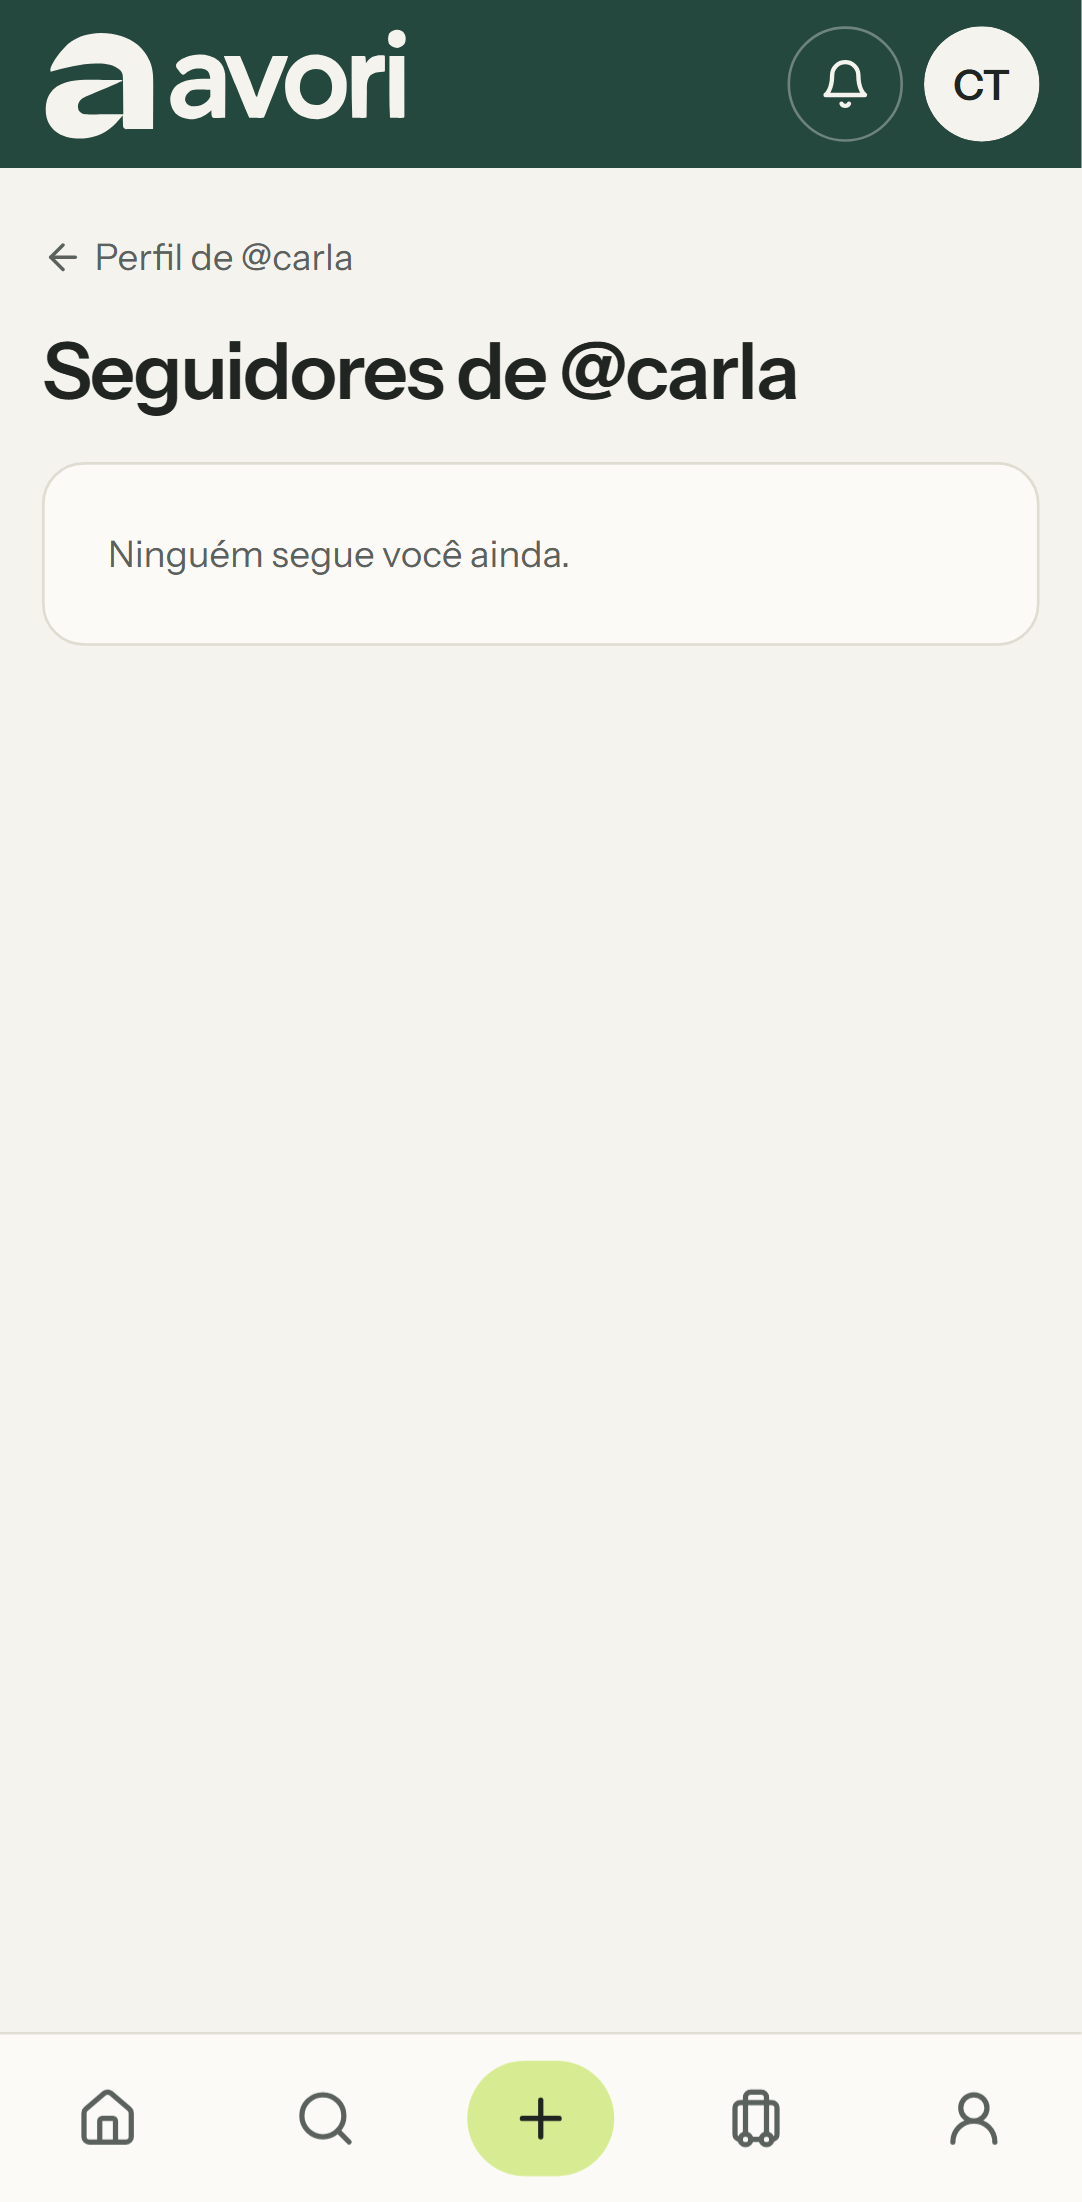 a avori
CT
Perfil de @carla
Seguidores de @carla
Ninguém segue você ainda.